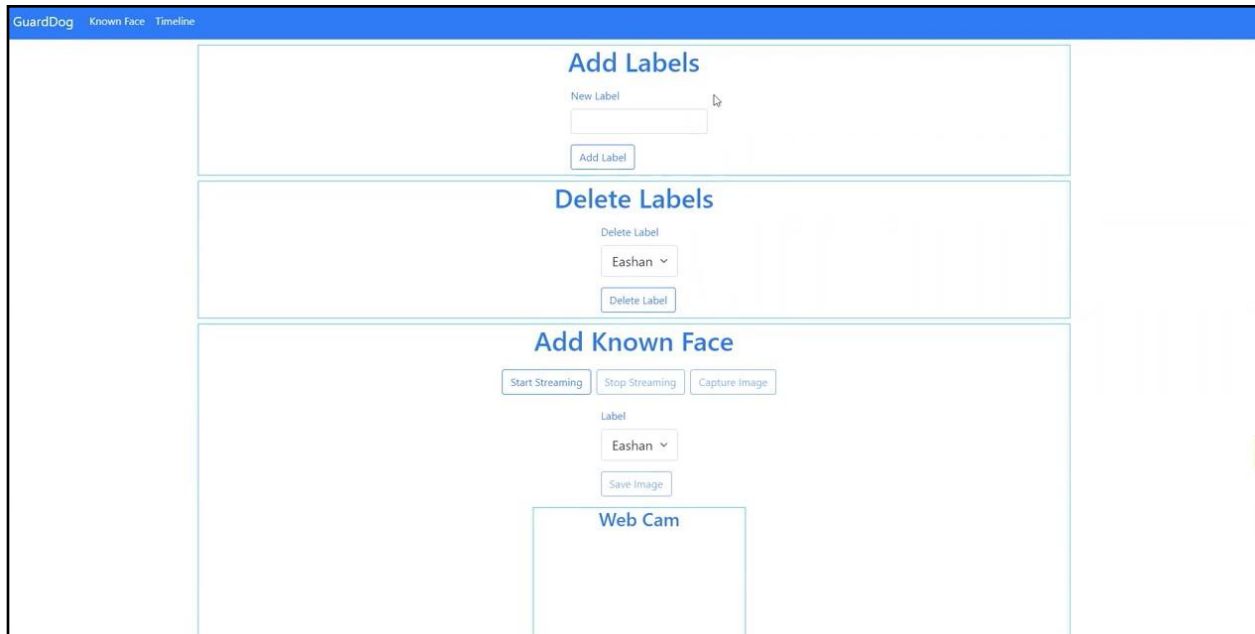 GuardDog Known Face Timeline
Add Labels
New Label
Add Label
Delete Labels
Delete Label
Eashan
Delete Label
Add Known Face
Start Streaming Stop Streaming Capture Image
Label
Eashan
Save Image
Web Cam